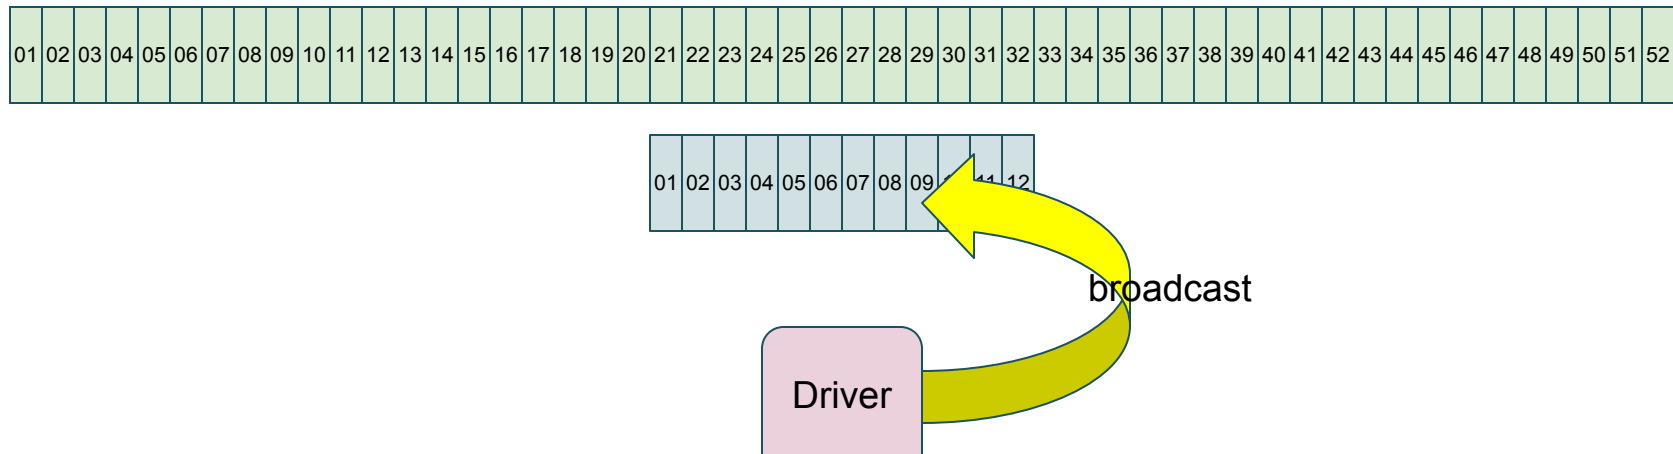 01 02 03 04 05 06 07 08 09 10 11 12 13 14 15 16 17 18 19 20 21 22 23 24 25 26 27 28 29 30 31 32 33 34 35 36 37 38 39 40 41 42 43 44 45 46 47 48 49 50 51 52
01 02 03 04 05 06 07 08 09 11 12
broadcast
Driver